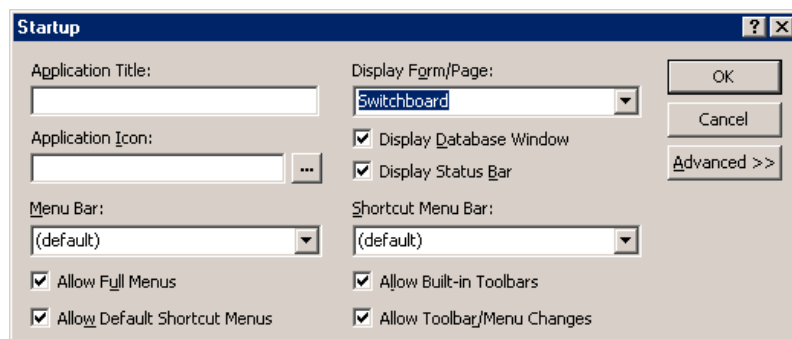 Startup
Application Title:
Display Form/Page:
OK
Switchboard
Cancel
Application Icon:
Display Database Window
...
Display Status Bar
Advanced >>
Menu Bar:
Shortcut Menu Bar:
(default)
(default)
Allow Full Menus
Allow Built-in Toolbars
Allow Default Shortcut Menus
Allow Toolbar/Menu Changes